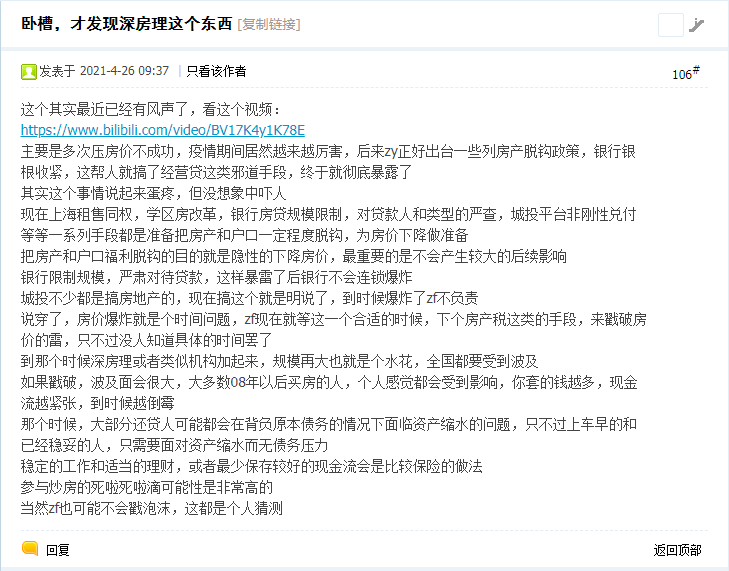 卧槽，才发现深房理这个东西 [复制链接]
发表于 2021-4-26 09:37 | 只看该作者
106#
这个其实最近已经有风声了，看这个视频：
https://www.bilibili.com/video/BV17K4y1K78E
主要是多次压房价不成功，疫情期间居然越来越厉害，后来zy正好出台一些列房产脱钩政策，银行银
根收紧，这帮人就搞了经营贷这类邪道手段，终于就彻底暴露了
其实这个事情说起来蛋疼，但没想象中吓人
现在上海租售同权，学区房改革，银行房贷规模限制，对贷款人和类型的严查，城投平台非刚性兑付
等等一系列手段都是准备把房产和户口一定程度脱钩，为房价下降做准备
把房产和户口福利脱钩的目的就是隐性的下降房价，最重要的是不会产生较大的后续影响
银行限制规模，严肃对待贷款，这样暴雷了后银行不会连锁爆炸
城投不少都是搞房地产的，现在搞这个就是明说了，到时候爆炸了zf不负责
说穿了，房价爆炸就是个时间问题，zf现在就等这一个合适的时候，下个房产税这类的手段，来戳破房
价的雷，只不过没人知道具体的时间罢了
到那个时候深房理或者类似机构加起来，规模再大也就是个水花，全国都要受到波及
如果戳破，波及面会很大，大多数08年以后买房的人，个人感觉都会受到影响，你套的钱越多，现金
流越紧张，到时候越倒霉
那个时候，大部分还贷人可能都会在背负原本债务的情况下面临资产缩水的问题，只不过上车早的和
已经稳妥的人，只需要面对资产缩水而无债务压力
稳定的工作和适当的理财，或者最少保存较好的现金流会是比较保险的做法
参与炒房的死啦死啦滴可能性是非常高的
当然zf也可能不会戳泡沫，这都是个人猜测
回复
返回顶部